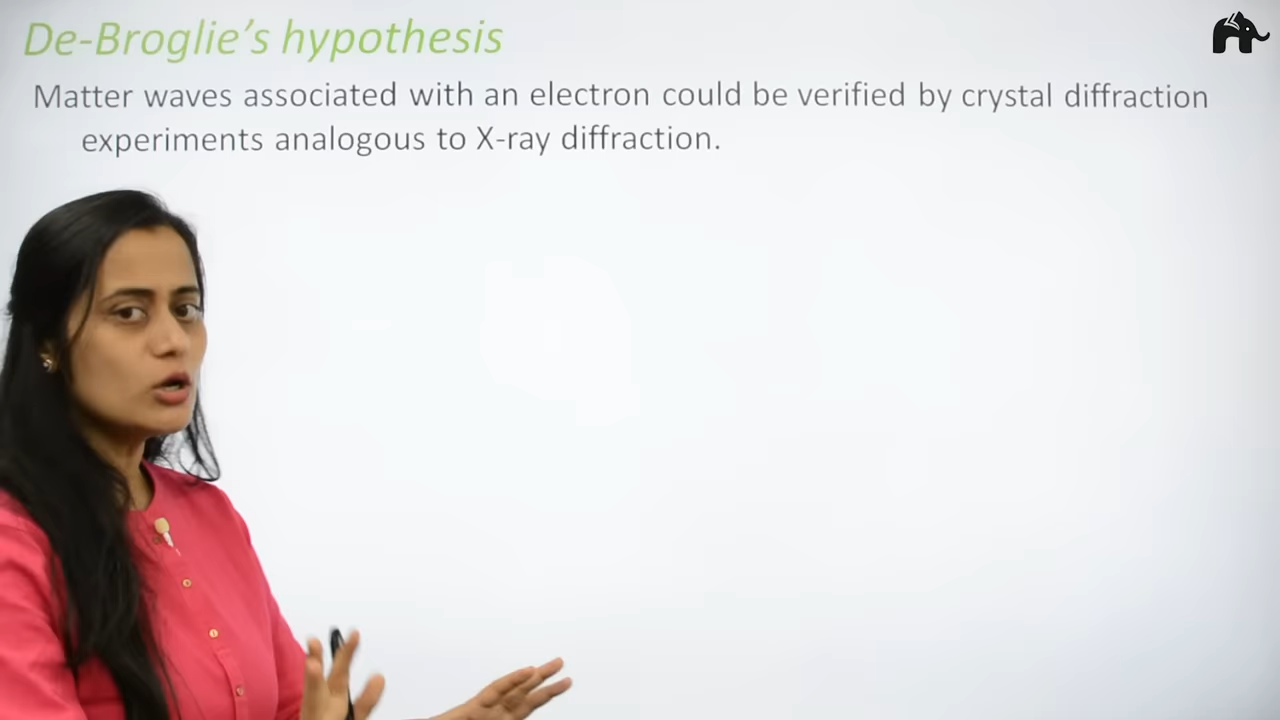 De-Broglie's hypothesis
Matter waves associated with an electron could be verified by crystal diffraction
experiments analogous to X-ray diffraction.